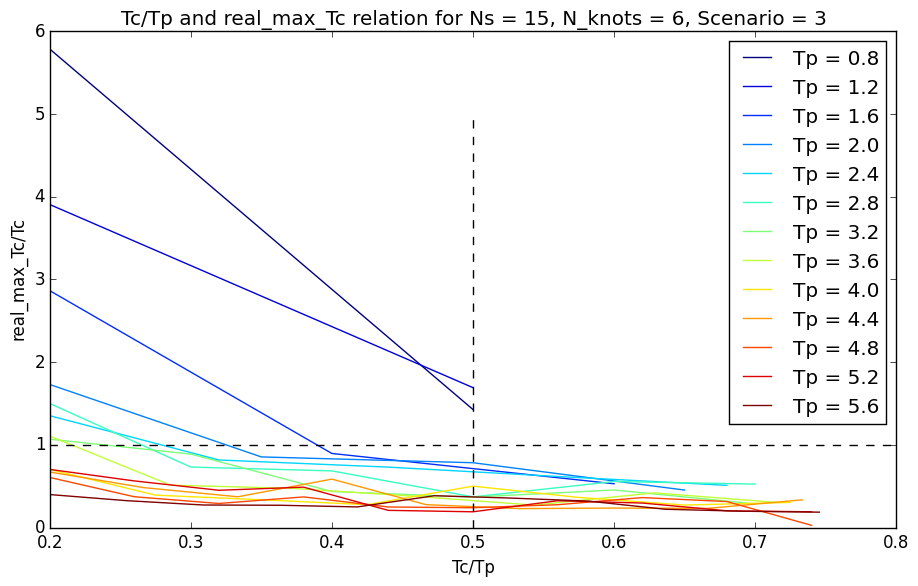 Tc/Tp and real_max_Tc relation for Ns = 15, N_knots = 6, Scenario = 3
6
5
4
3
2
1
0
real_max_Tc/Tc
Tp = 0.8
Tp = 1.2
Tp = 1.6
Tp = 2.0
Tp = 2.4
Tp = 2.8
Tp = 3.2
Tp = 3.6
Tp = 4.0
Tp = 4.4
Tp = 4.8
Tp = 5.2
Tp = 5.6
0.2 0.3 0.4 0.5 0.6 0.7 0.8
Tc/Tp